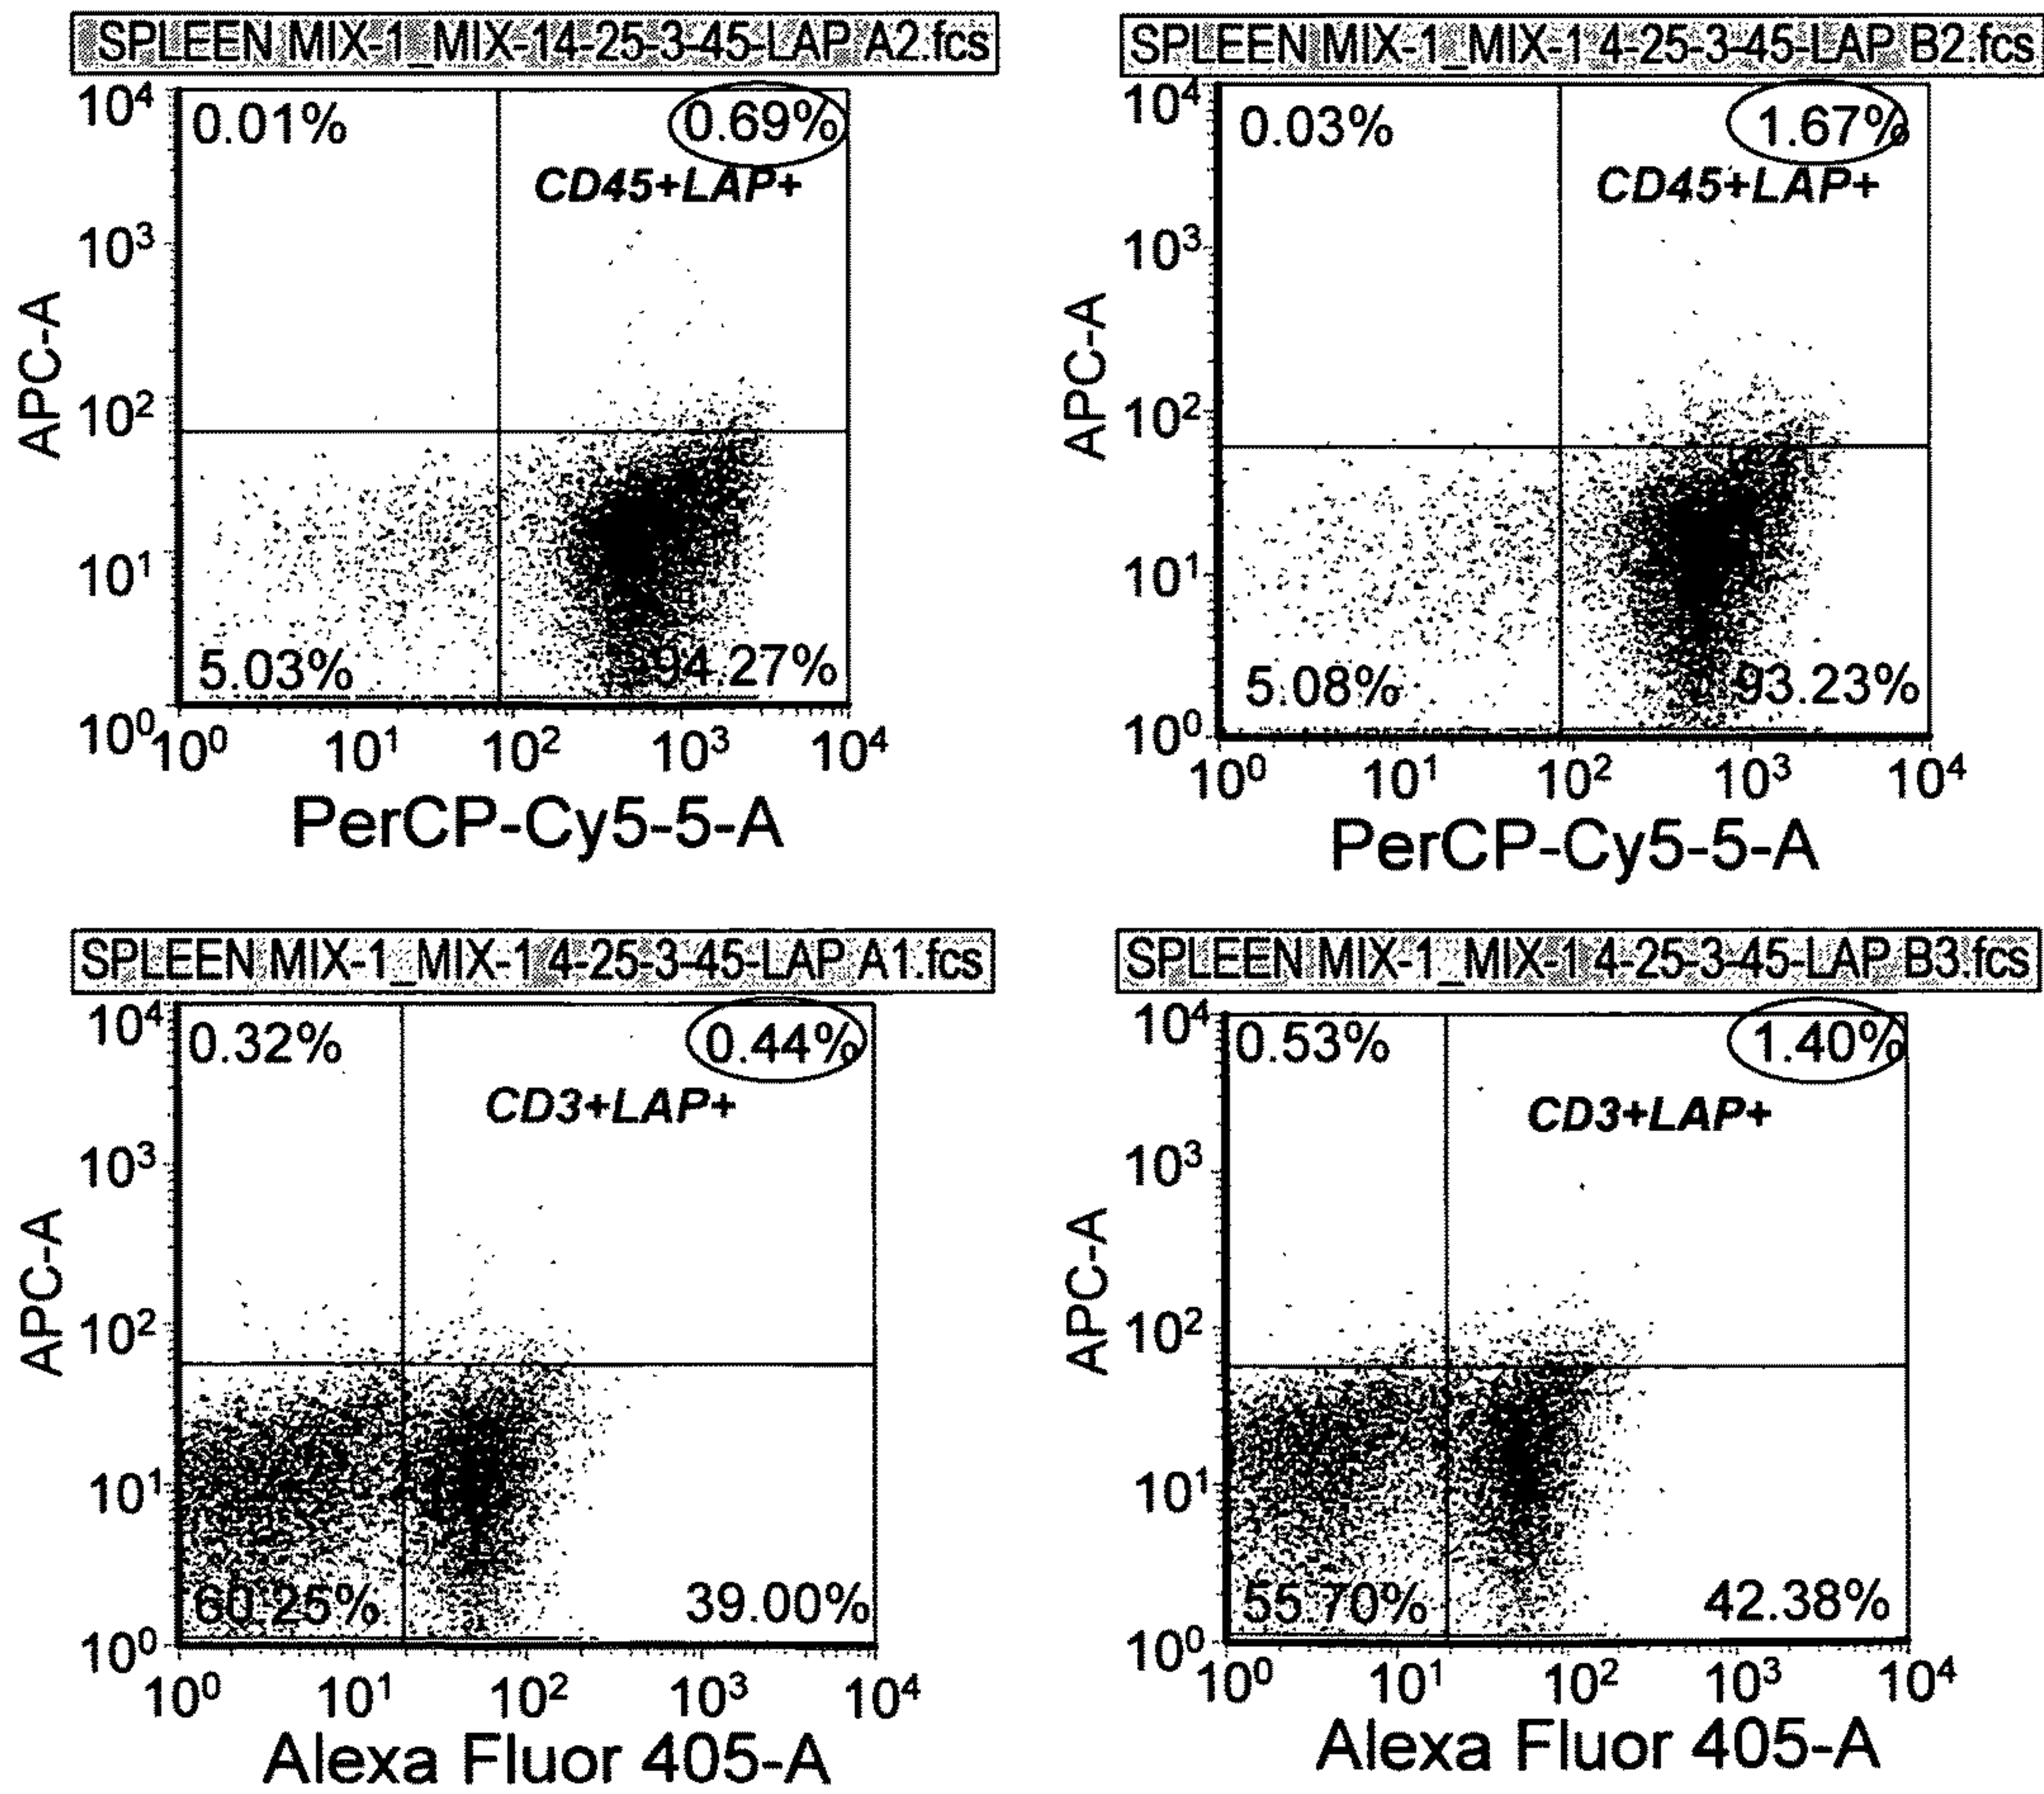 SPLEEN MIX-1_MIX-14-25-3-45-LAP A2.fcs
10⁴
0.01%
0.69%
CD45+LAP+
10³
APC-A
10²
10¹
5.03%
94.27%
10⁰
10⁰ 10¹ 10² 10³ 10⁴
PerCP-Cy5-5-A
SPLEEN MIX-1_MIX-1 4-25-3-45-LAP B2.fcs
10⁴
0.03%
1.67%
CD45+LAP+
10³
APC-A
10²
10¹
5.08%
93.23%
10⁰
10⁰ 10¹ 10² 10³ 10⁴
PerCP-Cy5-5-A
SPLEEN MIX-1_MIX-1 4-25-3-45-LAP A1.fcs
10⁴
0.32%
0.44%
CD3+LAP+
10³
APC-A
10²
10¹
60.25%
39.00%
10⁰
10⁰ 10¹ 10² 10³ 10⁴
Alexa Fluor 405-A
SPLEEN MIX-1_MIX-1 4-25-3-45-LAP B3.fcs
10⁴
0.53%
1.40%
CD3+LAP+
10³
APC-A
10²
10¹
55.70%
42.38%
10⁰
10⁰ 10¹ 10² 10³ 10⁴
Alexa Fluor 405-A